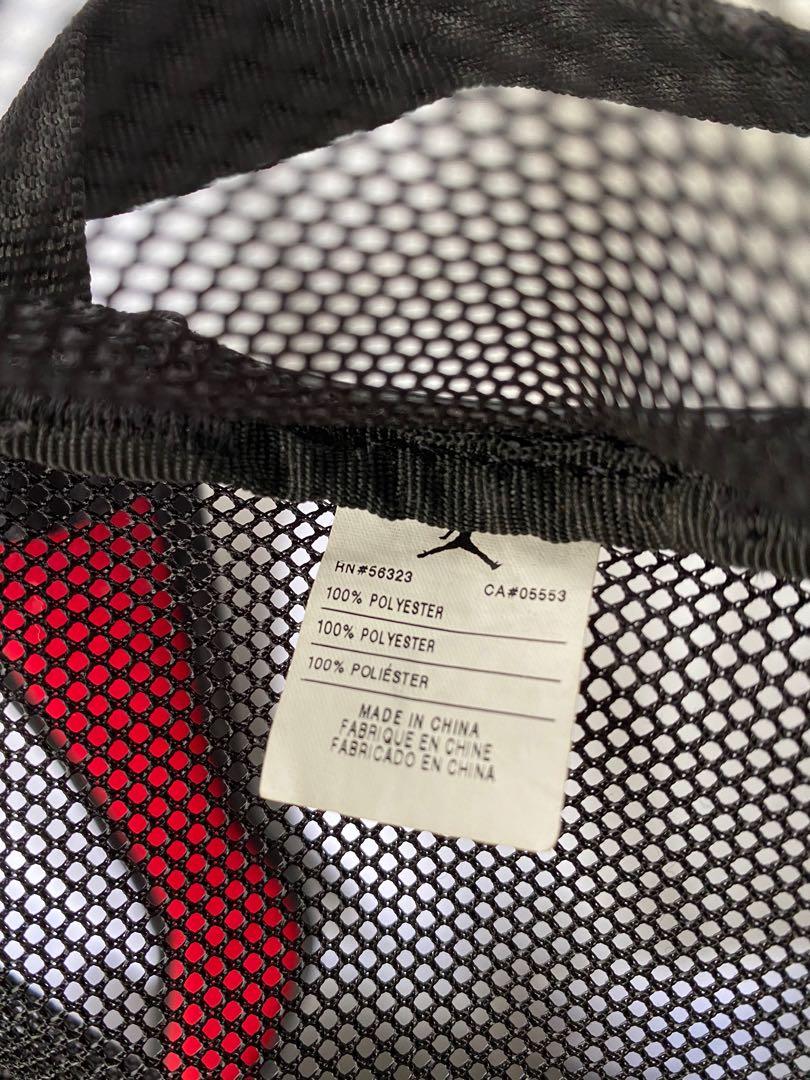 RN#56323 CA#05553
100% POLYESTER
100% POLYESTER
100% POLIÉSTER
MADE IN CHINA
FABRIQUE EN CHINE
FABRICADO EN CHINA